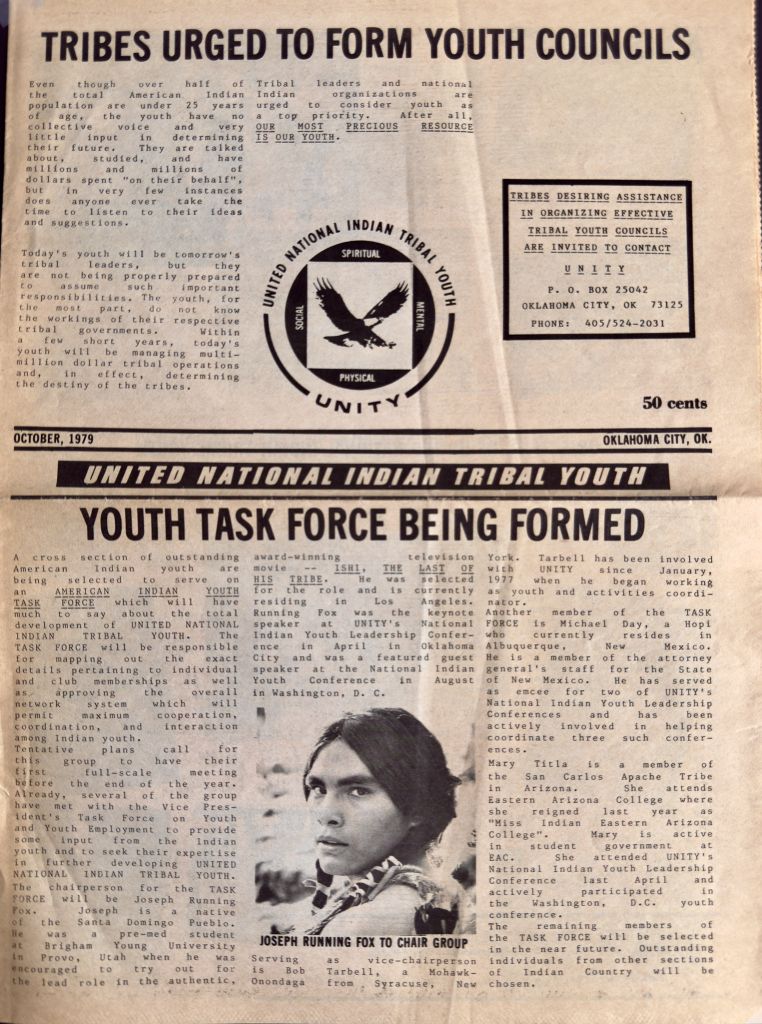 TRIBES URGED TO FORM YOUTH COUNCILS
Even though over half of
the total American Indian
population are under 25 years
of age, the youth have no
collective voice and very
little input in determining
their future. They are talked
about, studied, and have
millions and millions of
dollars spent "on their behalf",
but in very few instances
does anyone ever take the
time to listen to their ideas
and suggestions.
Today's youth will be tomorrow's
tribal leaders, but they
are not being properly prepared
to assume such important
responsibilities. The youth, for
the most part, do not know
the workings of their respective
tribal governments. Within
a few short years, today's
youth will be managing multi-
million dollar tribal operations
and, in effect, determining
the destiny of the tribes.
Tribal leaders and national
Indian organizations are
urged to consider youth as
a top priority. After all,
OUR MOST PRECIOUS RESOURCE
IS OUR YOUTH.
UNITED NATIONAL INDIAN TRIBAL YOUTH
SPIRITUAL
SOCIAL
MENTAL
PHYSICAL
UNITY
TRIBES DESIRING ASSISTANCE
IN ORGANIZING EFFECTIVE
TRIBAL YOUTH COUNCILS
ARE INVITED TO CONTACT
U N I T Y
P. O. BOX 25042
OKLAHOMA CITY, OK 73125
PHONE: 405/524-2031
50 cents
OCTOBER, 1979
OKLAHOMA CITY, OK.
UNITED NATIONAL INDIAN TRIBAL YOUTH
YOUTH TASK FORCE BEING FORMED
A cross section of outstanding
American Indian youth are
being selected to serve on
an AMERICAN INDIAN YOUTH
TASK FORCE which will have
much to say about the total
development of UNITED NATIONAL
INDIAN TRIBAL YOUTH. The
TASK FORCE will be responsible
for mapping out the exact
details pertaining to individual
and club memberships as well
as approving the overall
network system which will
permit maximum cooperation,
coordination, and interaction
among Indian youth.
Tentative plans call for
this group to have their
first full-scale meeting
before the end of the year.
Already, several of the group
have met with the Vice Pres-
ident's Task Force on Youth
and Youth Employment to provide
some input from the Indian
youth and to seek their expertise
in further developing UNITED
NATIONAL INDIAN TRIBAL YOUTH.
The chairperson for the TASK
FORCE will be Joseph Running
Fox. Joseph is a native
of the Santa Domingo Pueblo.
He was a pre-med student
at Brigham Young University
in Provo, Utah when he was
encouraged to try out for
the lead role in the authentic,
award-winning television
movie -- ISHI, THE LAST OF
HIS TRIBE. He was selected
for the role and is currently
residing in Los Angeles.
Running Fox was the keynote
speaker at UNITY's National
Indian Youth Leadership Confer-
ence in April in Oklahoma
City and was a featured guest
speaker at the National Indian
Youth Conference in August
in Washington, D. C.
JOSEPH RUNNING FOX TO CHAIR GROUP
Serving as vice-chairperson
is Bob Tarbell, a Mohawk-
Onondaga from Syracuse, New
York. Tarbell has been involved
with UNITY since January,
1977 when he began working
as youth and activities coordi-
nator.
Another member of the TASK
FORCE is Michael Day, a Hopi
who currently resides in
Albuquerque, New Mexico.
He is a member of the attorney
general's staff for the State
of New Mexico. He has served
as emcee for two of UNITY's
National Indian Youth Leadership
Conferences and has been
actively involved in helping
coordinate three such confer-
ences.
Mary Titla is a member of
the San Carlos Apache Tribe
in Arizona. She attends
Eastern Arizona College where
she reigned last year as
"Miss Indian Eastern Arizona
College". Mary is active
in student government at
EAC. She attended UNITY's
National Indian Youth Leadership
Conference last April and
actively participated in
the Washington, D.C. youth
conference.
The remaining members of
the TASK FORCE will be selected
in the near future. Outstanding
individuals from other sections
of Indian Country will be
chosen.